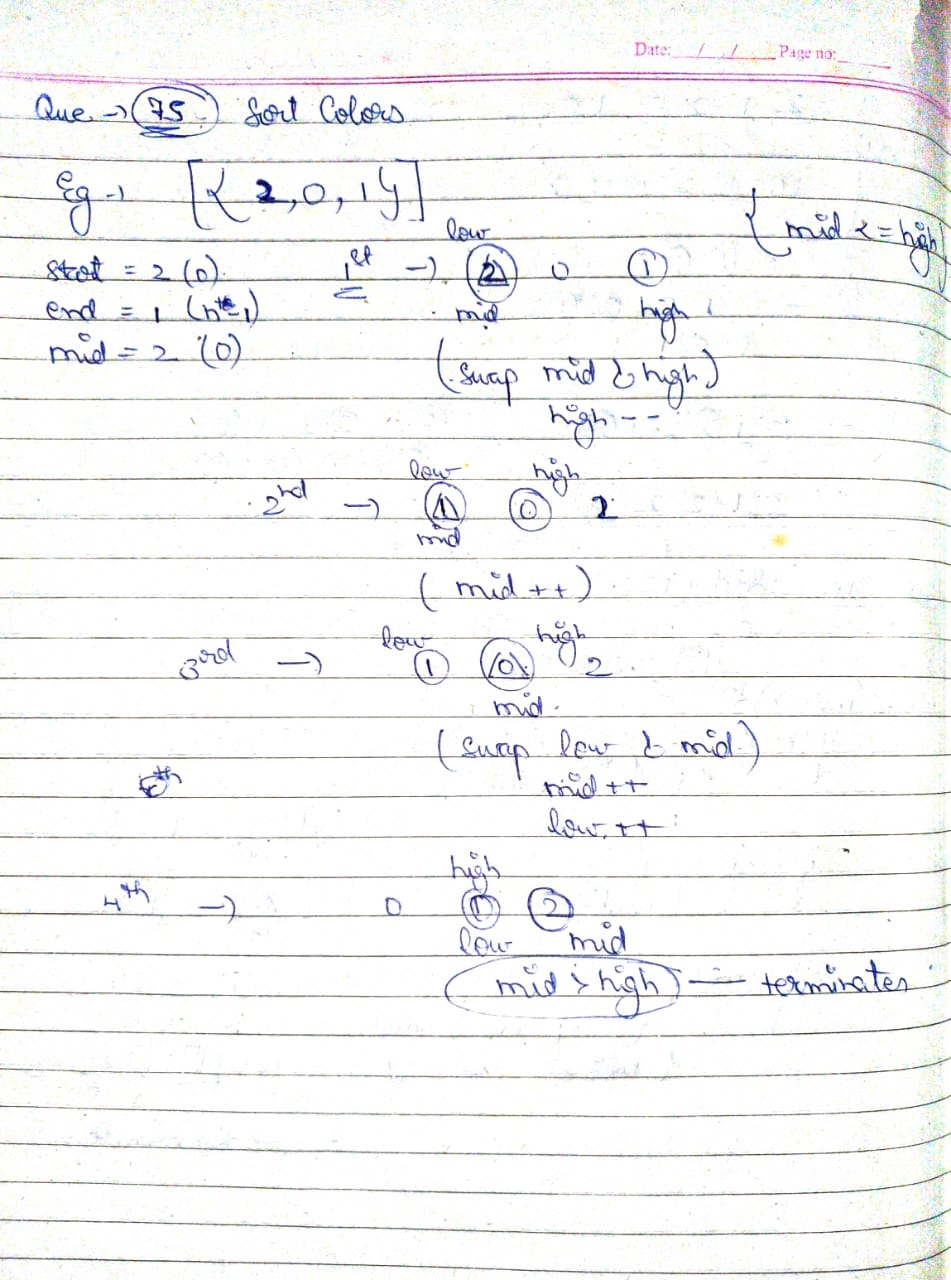 Date: / / Page no:
Que → 75 Sort Colors
Eg → [{ 2, 0, 1 }]
{ mid <= high
start = 2 (0)
end = 1 (n-1)
mid = 2 (0)
low
1st → 2 0 1
mid high
(swap mid & high)
high --
low high
2nd → 1 0 2
mid
( mid ++ )
low high
3rd → 1 0 2
mid
(swap low & mid)
mid ++
low ++
high
4th → 0 1 2
low mid
mid > high — terminates